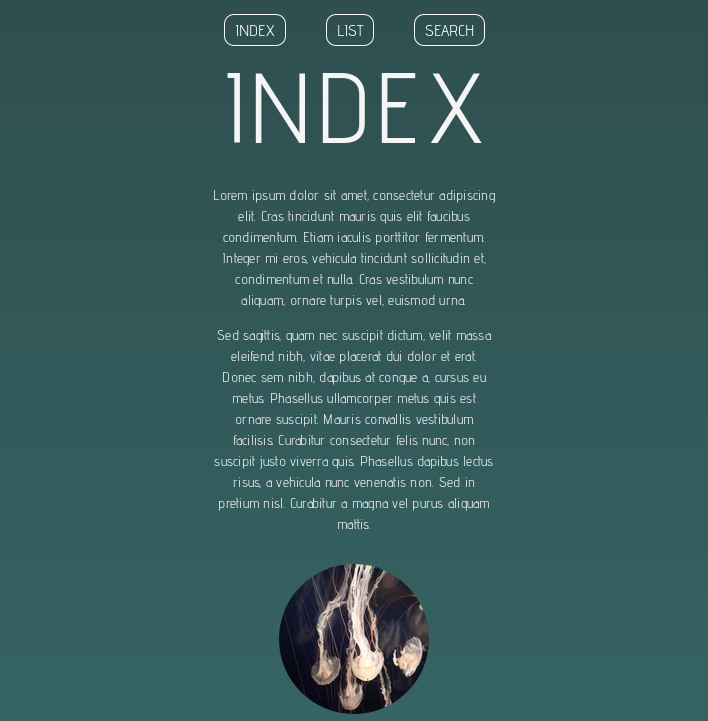 INDEX LIST SEARCH
INDEX
Lorem ipsum dolor sit amet, consectetur adipiscing
elit. Cras tincidunt mauris quis elit faucibus
condimentum. Etiam iaculis porttitor fermentum.
Integer mi eros, vehicula tincidunt sollicitudin et,
condimentum et nulla. Cras vestibulum nunc
aliquam, ornare turpis vel, euismod urna.
Sed sagittis, quam nec suscipit dictum, velit massa
eleifend nibh, vitae placerat dui dolor et erat.
Donec sem nibh, dapibus at congue a, cursus eu
metus. Phasellus ullamcorper metus quis est
ornare suscipit. Mauris convallis vestibulum
facilisis. Curabitur consectetur felis nunc, non
suscipit justo viverra quis. Phasellus dapibus lectus
risus, a vehicula nunc venenatis non. Sed in
pretium nisl. Curabitur a magna vel purus aliquam
mattis.